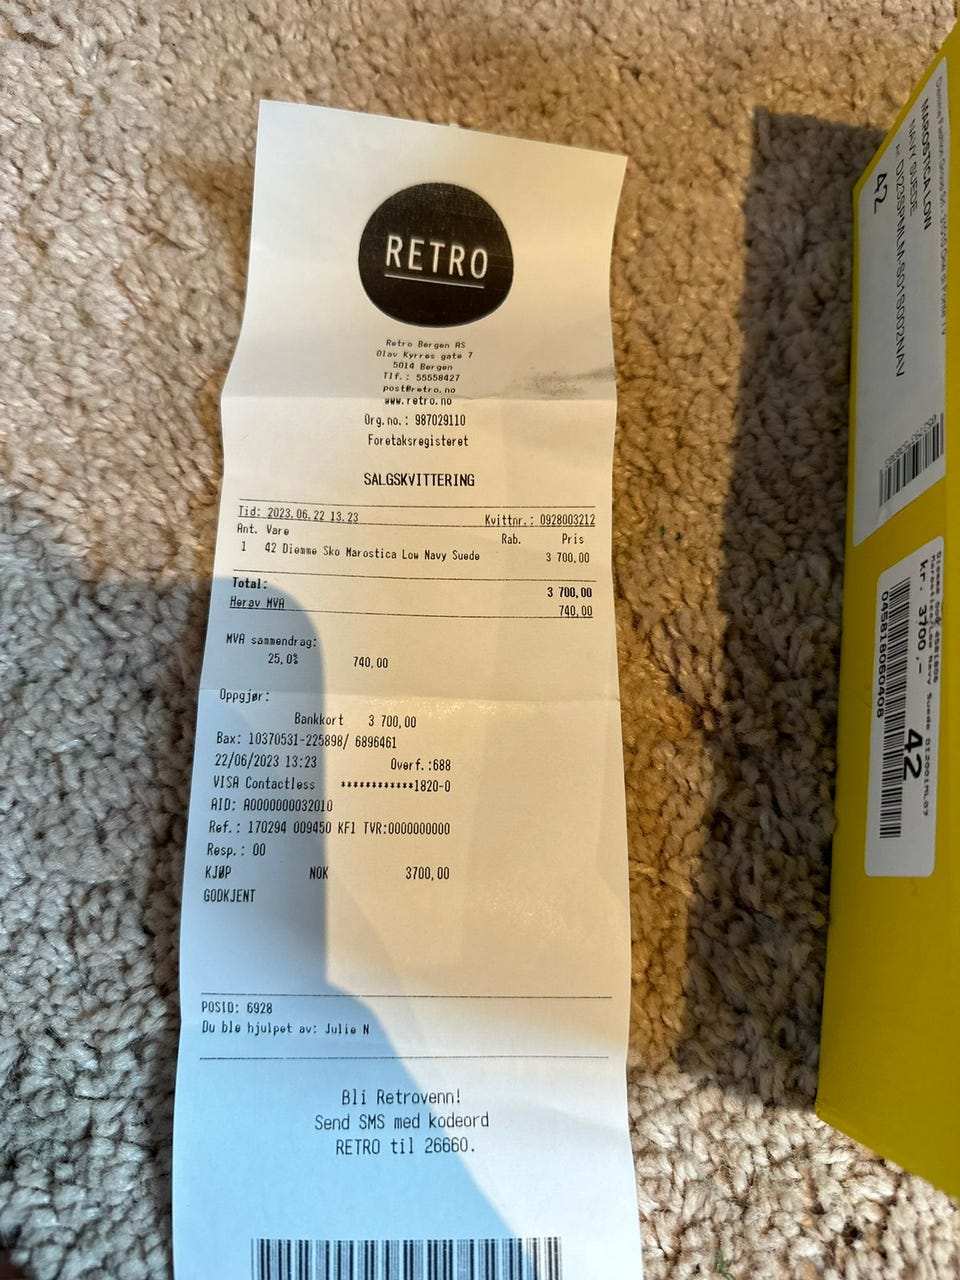 RETRO
Retro Bergen AS
Olav Kyrres gate 7
5014 Bergen
Tlf.: 55558427
post@retro.no
www.retro.no
Org.no.: 987029110
Foretaksregisteret
SALGSKVITTERING
Tid: 2023.06.22 13.23 Kvittnr.: 0928003212
Ant. Vare Rab. Pris
1 42 Diemme Sko Marostica Low Navy Suede 3 700,00
Total: 3 700,00
Herav MVA 740,00
MVA sammendrag:
25,0% 740,00
Oppgjør:
Bankkort 3 700,00
Bax: 10370531-225898/ 6896461
22/06/2023 13:23 Overf.:688
VISA Contactless ************1820-0
AID: A0000000032010
Ref.: 170294 009450 KF1 TVR:0000000000
Resp.: 00
KJØP NOK 3700,00
GODKJENT
POSID: 6928
Du ble hjulpet av: Julie N
Bli Retrovenn!
Send SMS med kodeord
RETRO til 26660.
MAROSTICA LOW
NAVY SUEDE
42
kr. 3700,-
42
045818060408